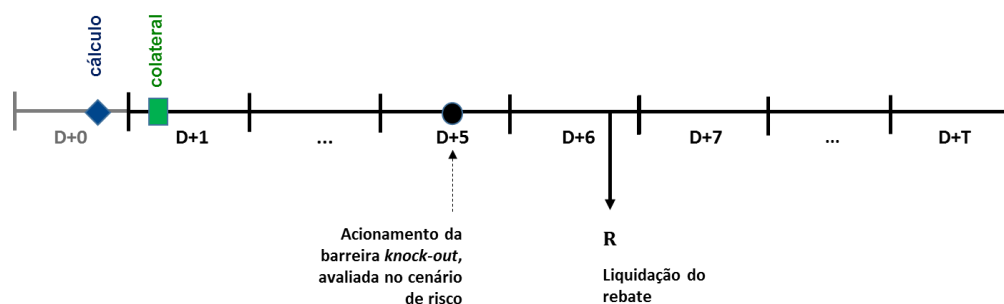 cálculo
colateral
D+0
D+1
...
D+5
D+6
D+7
...
D+T
Acionamento da
barreira knock-out,
avaliada no cenário
de risco
R
Liquidação do
rebate